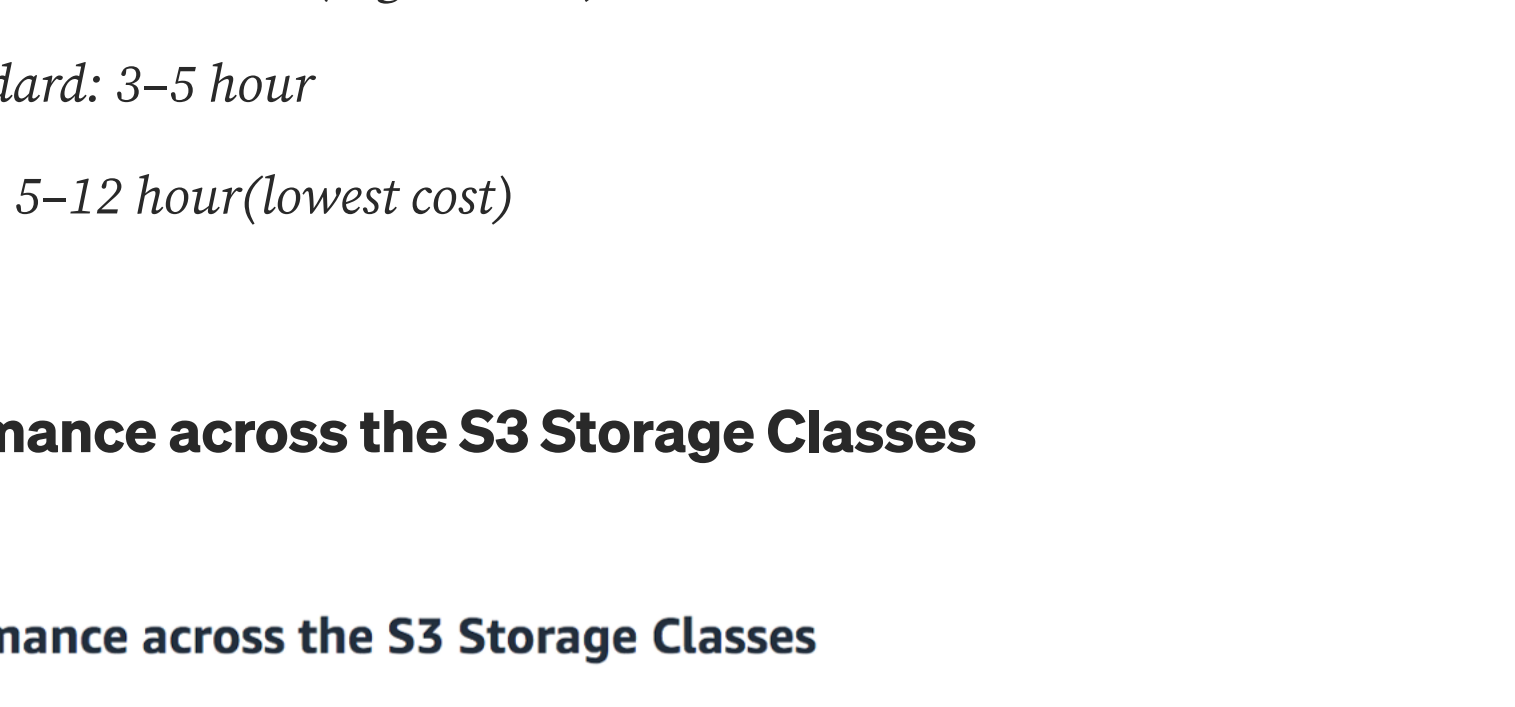 dard: 3–5 hour
5–12 hour(lowest cost)
mance across the S3 Storage Classes
mance across the S3 Storage Classes